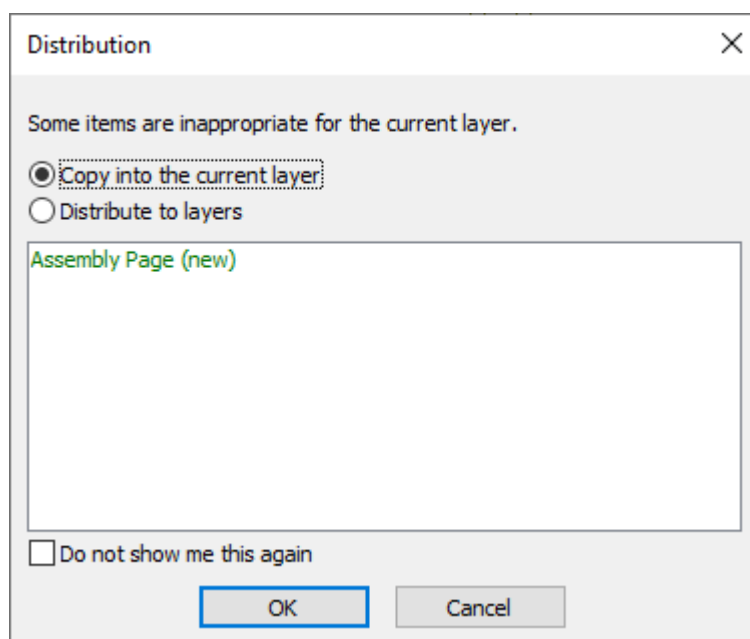 Distribution
Some items are inappropriate for the current layer.
Copy into the current layer
Distribute to layers
Assembly Page (new)
Do not show me this again
OK
Cancel